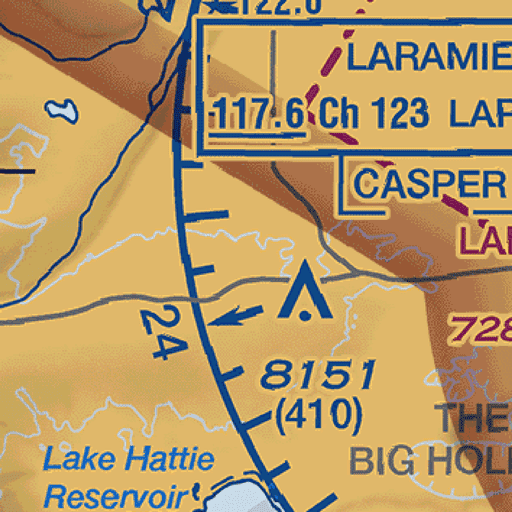 122.0
LARAMIE
117.6 Ch 123 LAR
CASPER
LA
24
728
8151
(410)
THE
BIG HOL
Lake Hattie
Reservoir